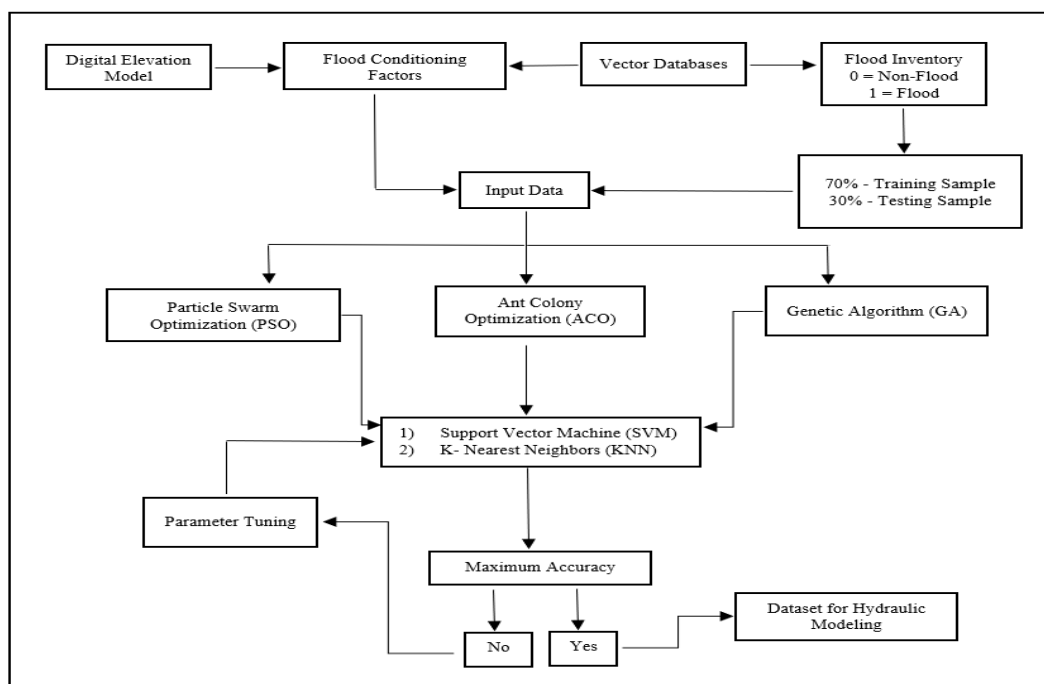 Digital Elevation
Model
Flood Conditioning
Factors
Vector Databases
Flood Inventory
0 = Non-Flood
1 = Flood
Input Data
70% - Training Sample
30% - Testing Sample
Particle Swarm
Optimization (PSO)
Ant Colony
Optimization (ACO)
Genetic Algorithm (GA)
1) Support Vector Machine (SVM)
2) K- Nearest Neighbors (KNN)
Parameter Tuning
Maximum Accuracy
No
Yes
Dataset for Hydraulic
Modeling